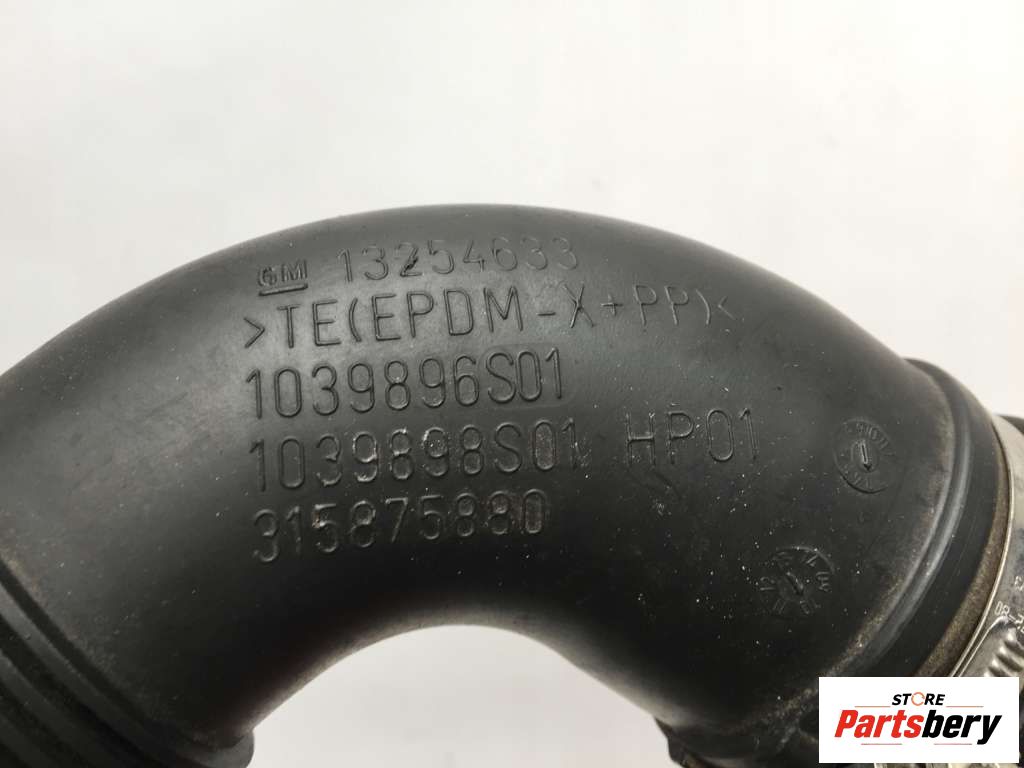 GM 13254633
>TE(EPDM-X+PP)<
1039896S01
1039898S01 HP01
315875880
STORE
Partsbery